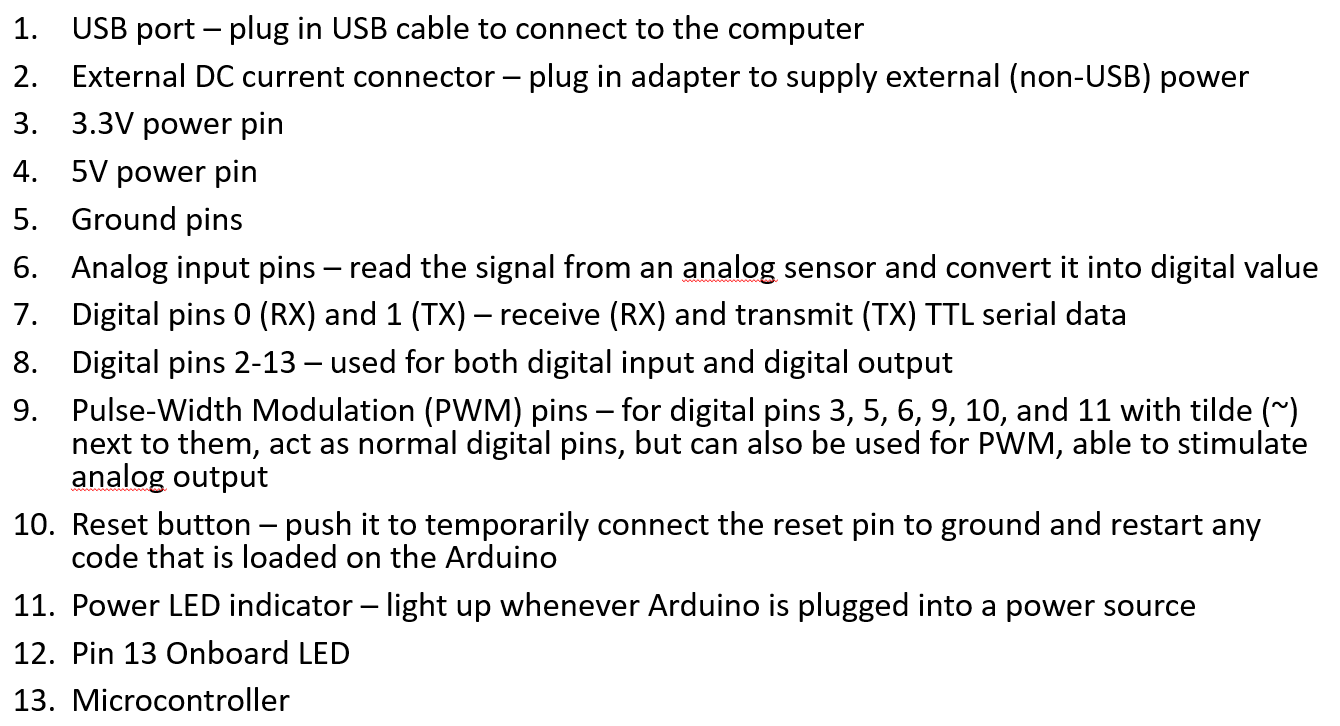 1. USB port – plug in USB cable to connect to the computer
2. External DC current connector – plug in adapter to supply external (non-USB) power
3. 3.3V power pin
4. 5V power pin
5. Ground pins
6. Analog input pins – read the signal from an analog sensor and convert it into digital value
7. Digital pins 0 (RX) and 1 (TX) – receive (RX) and transmit (TX) TTL serial data
8. Digital pins 2-13 – used for both digital input and digital output
9. Pulse-Width Modulation (PWM) pins – for digital pins 3, 5, 6, 9, 10, and 11 with tilde (~)
next to them, act as normal digital pins, but can also be used for PWM, able to stimulate
analog output
10. Reset button – push it to temporarily connect the reset pin to ground and restart any
code that is loaded on the Arduino
11. Power LED indicator – light up whenever Arduino is plugged into a power source
12. Pin 13 Onboard LED
13. Microcontroller